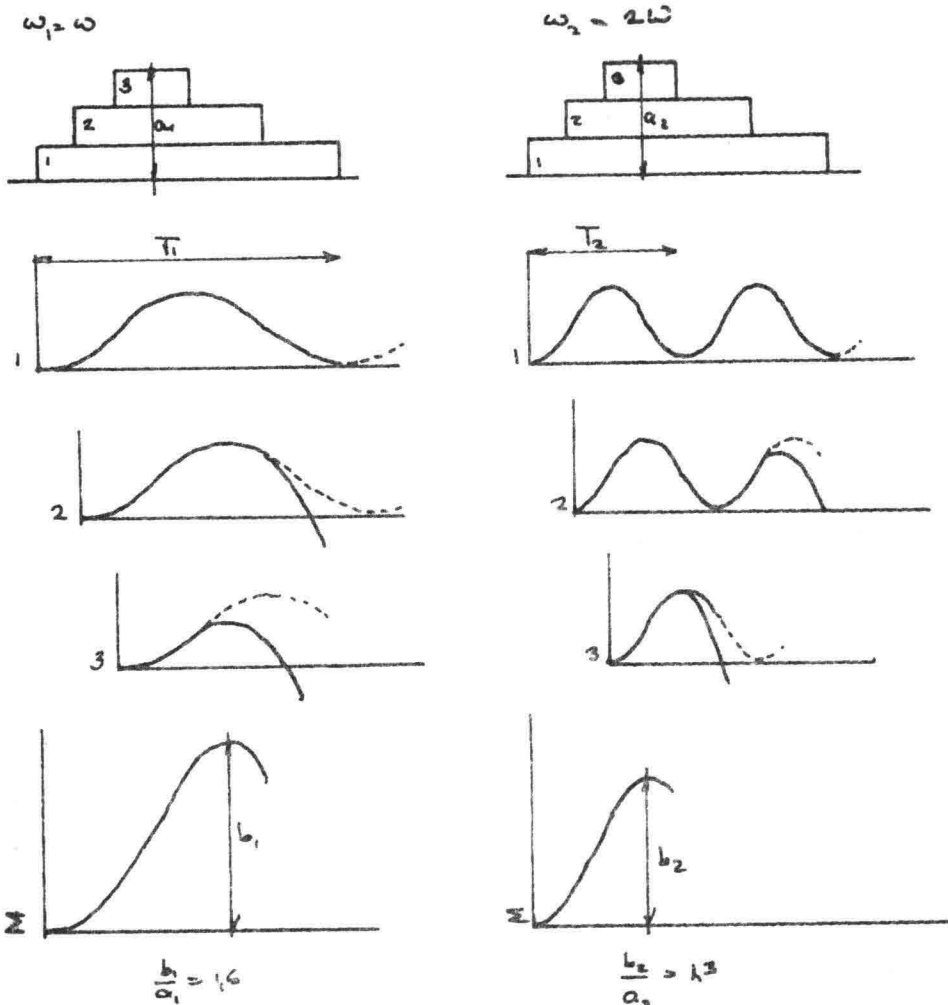 ω₁ = ω
ω₂ = 2ω
3
2 a₁
1
3
2 a₂
1
T₁
T₂
1
1
2
2
3
3
b₁
b₂
Σ
Σ
b₁/a₁ = 1,6
b₂/a₂ = 1,3